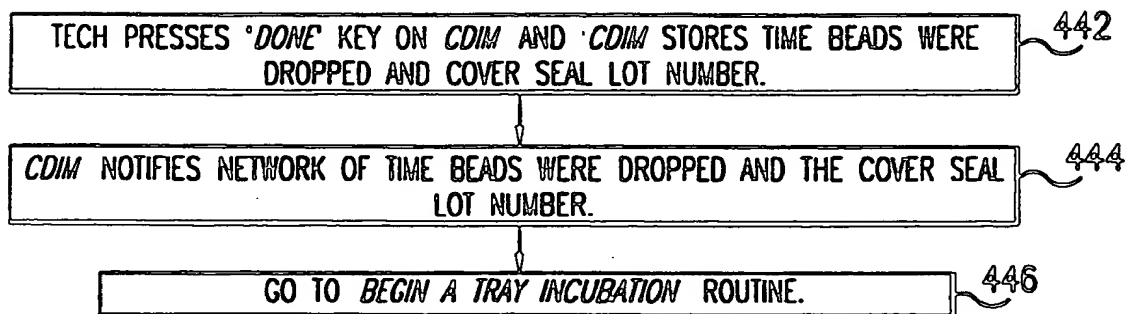 TECH PRESSES 'DONE' KEY ON CDIM AND CDIM STORES TIME BEADS WERE
DROPPED AND COVER SEAL LOT NUMBER.
442
CDIM NOTIFIES NETWORK OF TIME BEADS WERE DROPPED AND THE COVER SEAL
LOT NUMBER.
444
GO TO BEGIN A TRAY INCUBATION ROUTINE.
446